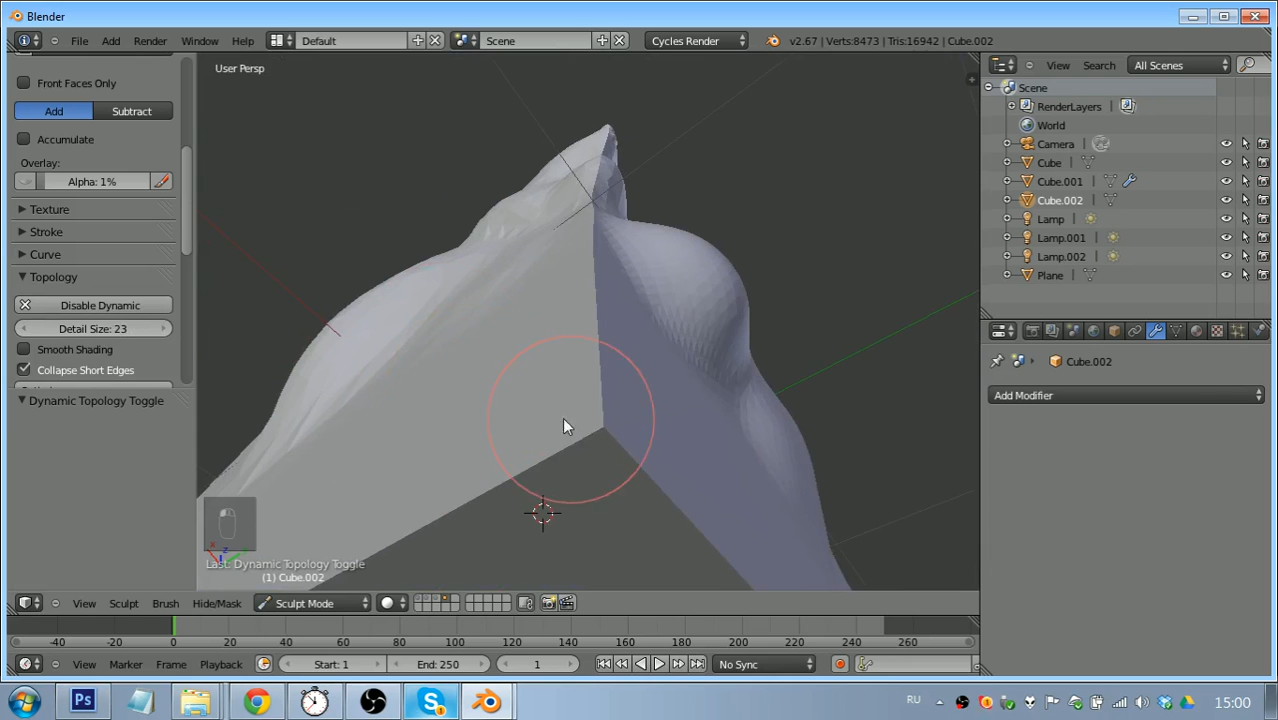 Blender
File Add Render Window Help Default Scene Cycles Render v2.67 | Verts:8473 | Tris:16942 | Cube.002
View Search All Scenes
Front Faces Only
Add Subtract
Accumulate
Overlay:
Alpha: 1%
Texture
Stroke
Curve
Topology
Disable Dynamic
Detail Size: 23
Smooth Shading
Collapse Short Edges
Dynamic Topology Toggle
User Persp
x z
Last: Dynamic Topology Toggle
(1) Cube.002
Scene
RenderLayers
World
Camera
Cube
Cube.001
Cube.002
Lamp
Lamp.001
Lamp.002
Plane
Cube.002
Add Modifier
View Sculpt Brush Hide/Mask Sculpt Mode
-40 -20 0 20 40 60 80 100 120 140 160 180 200 220 240 260
View Marker Frame Playback Start: 1 End: 250 1 No Sync
Ps RU 15:00